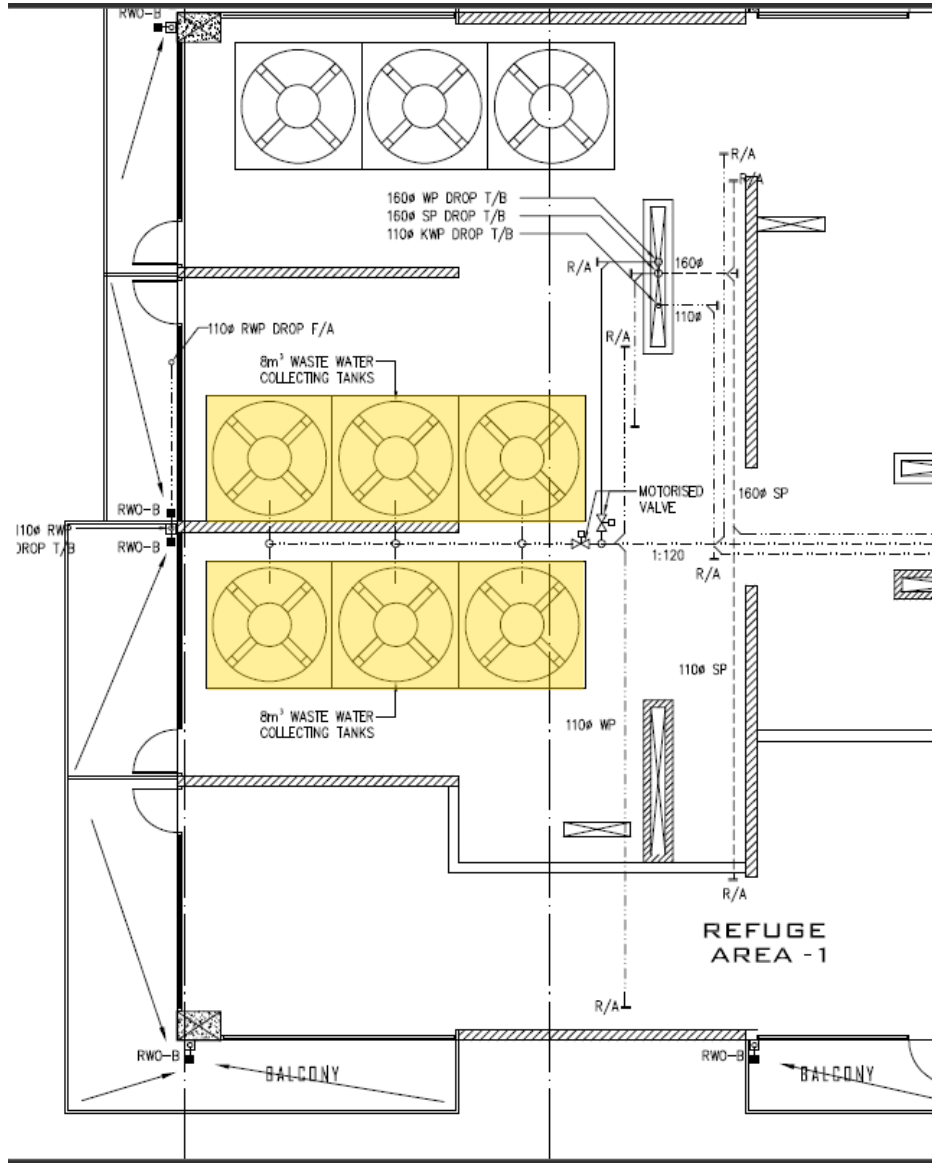 RWO-B
R/A
R/A
160ø WP DROP T/B
160ø SP DROP T/B
110ø KWP DROP T/B
R/A
160ø
110ø
110ø RWP DROP F/A
R/A
8m³ WASTE WATER
COLLECTING TANKS
MOTORISED
VALVE
160ø SP
RWO-B
110ø RWP
DROP T/B
RWO-B
1:120
R/A
110ø SP
8m³ WASTE WATER
COLLECTING TANKS
110ø WP
R/A
REFUGE
AREA -1
R/A
RWO-B
BALCONY
RWO-B
BALCONY